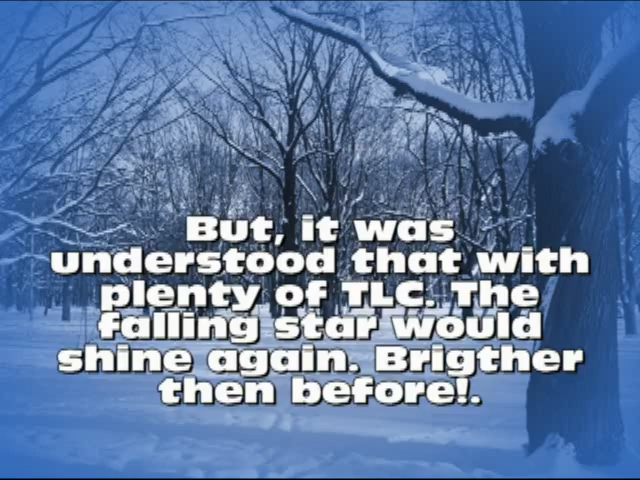 But, it was
understood that with
plenty of TLC. The
falling star would
shine again. Brigther
then before!.